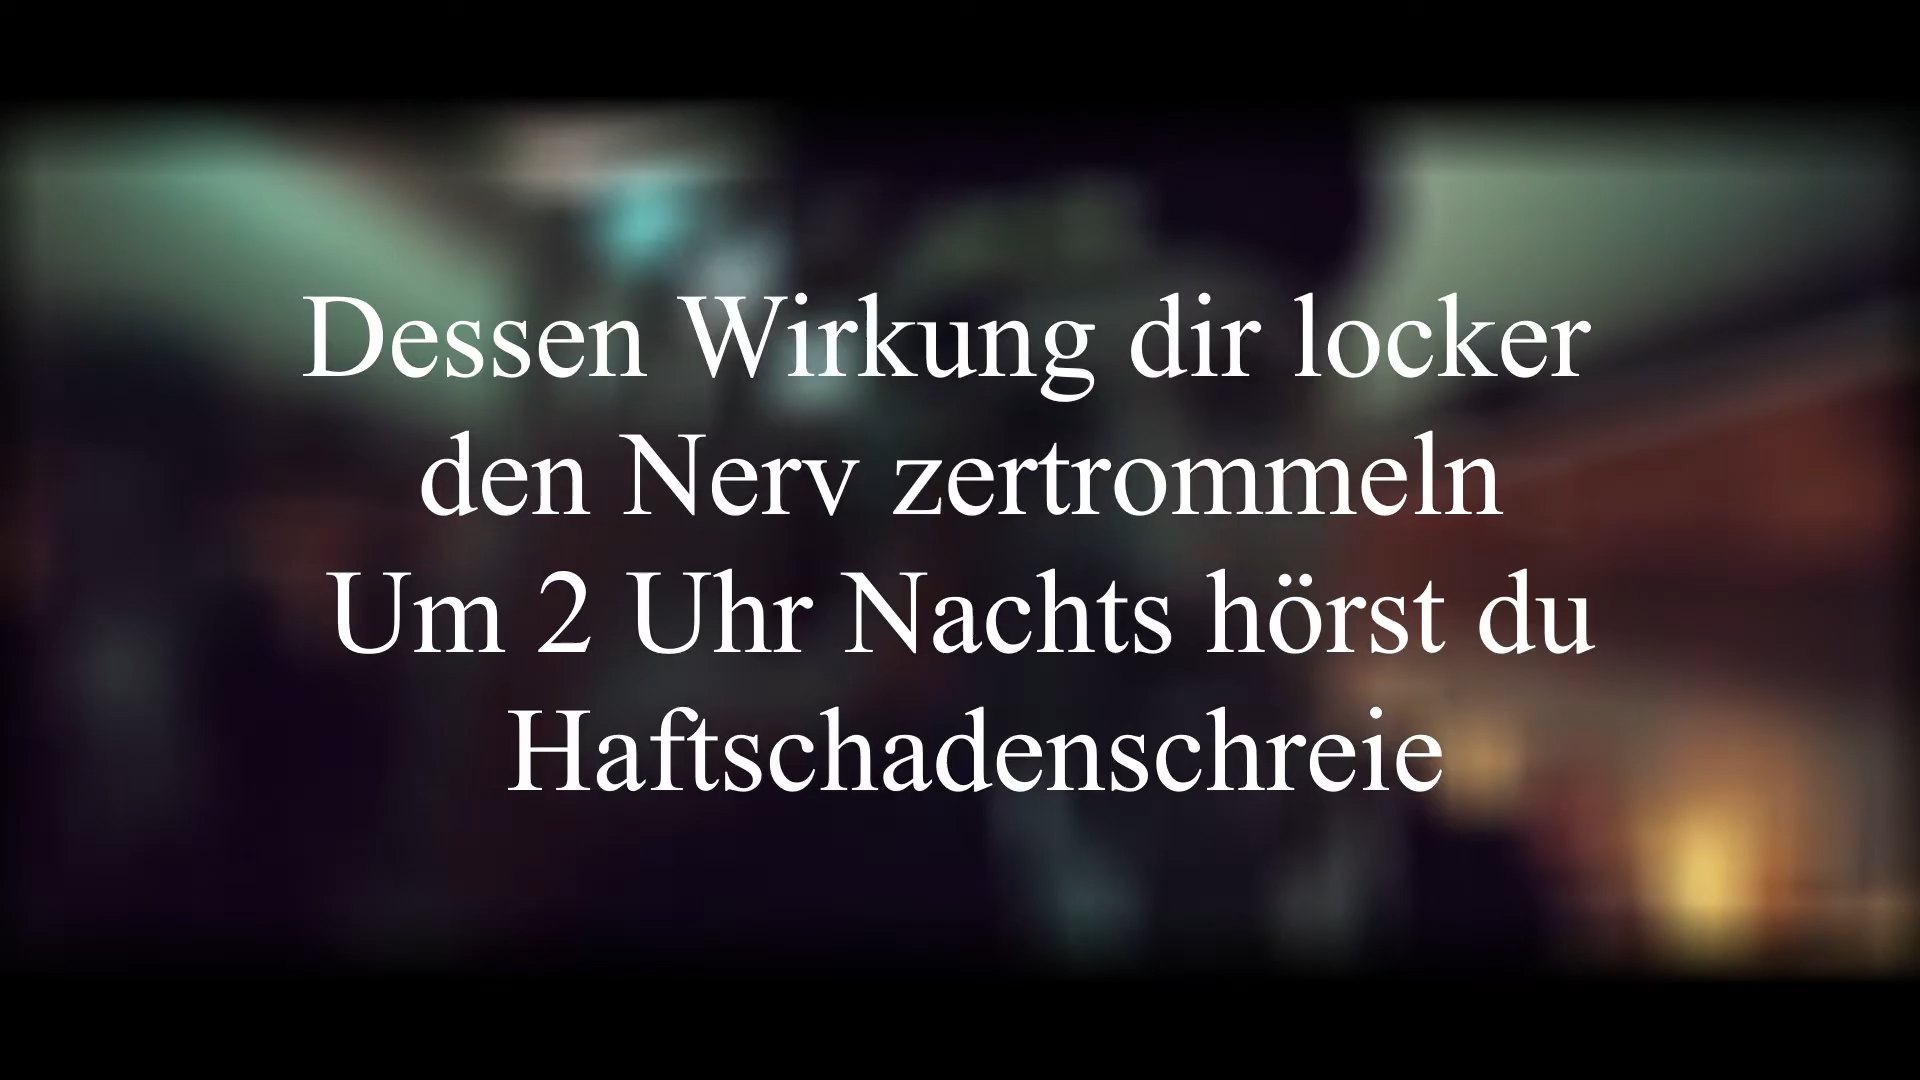 Dessen Wirkung dir locker
den Nerv zertrommeln
Um 2 Uhr Nachts hörst du
Haftschadenschreie